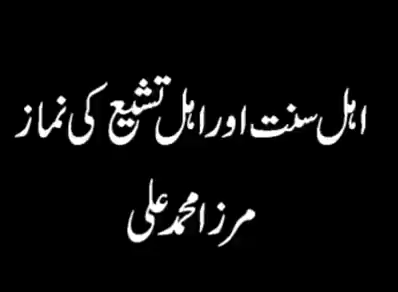 اہل سنت اور اہل تشیع کی نماز
مرزا محمد علی